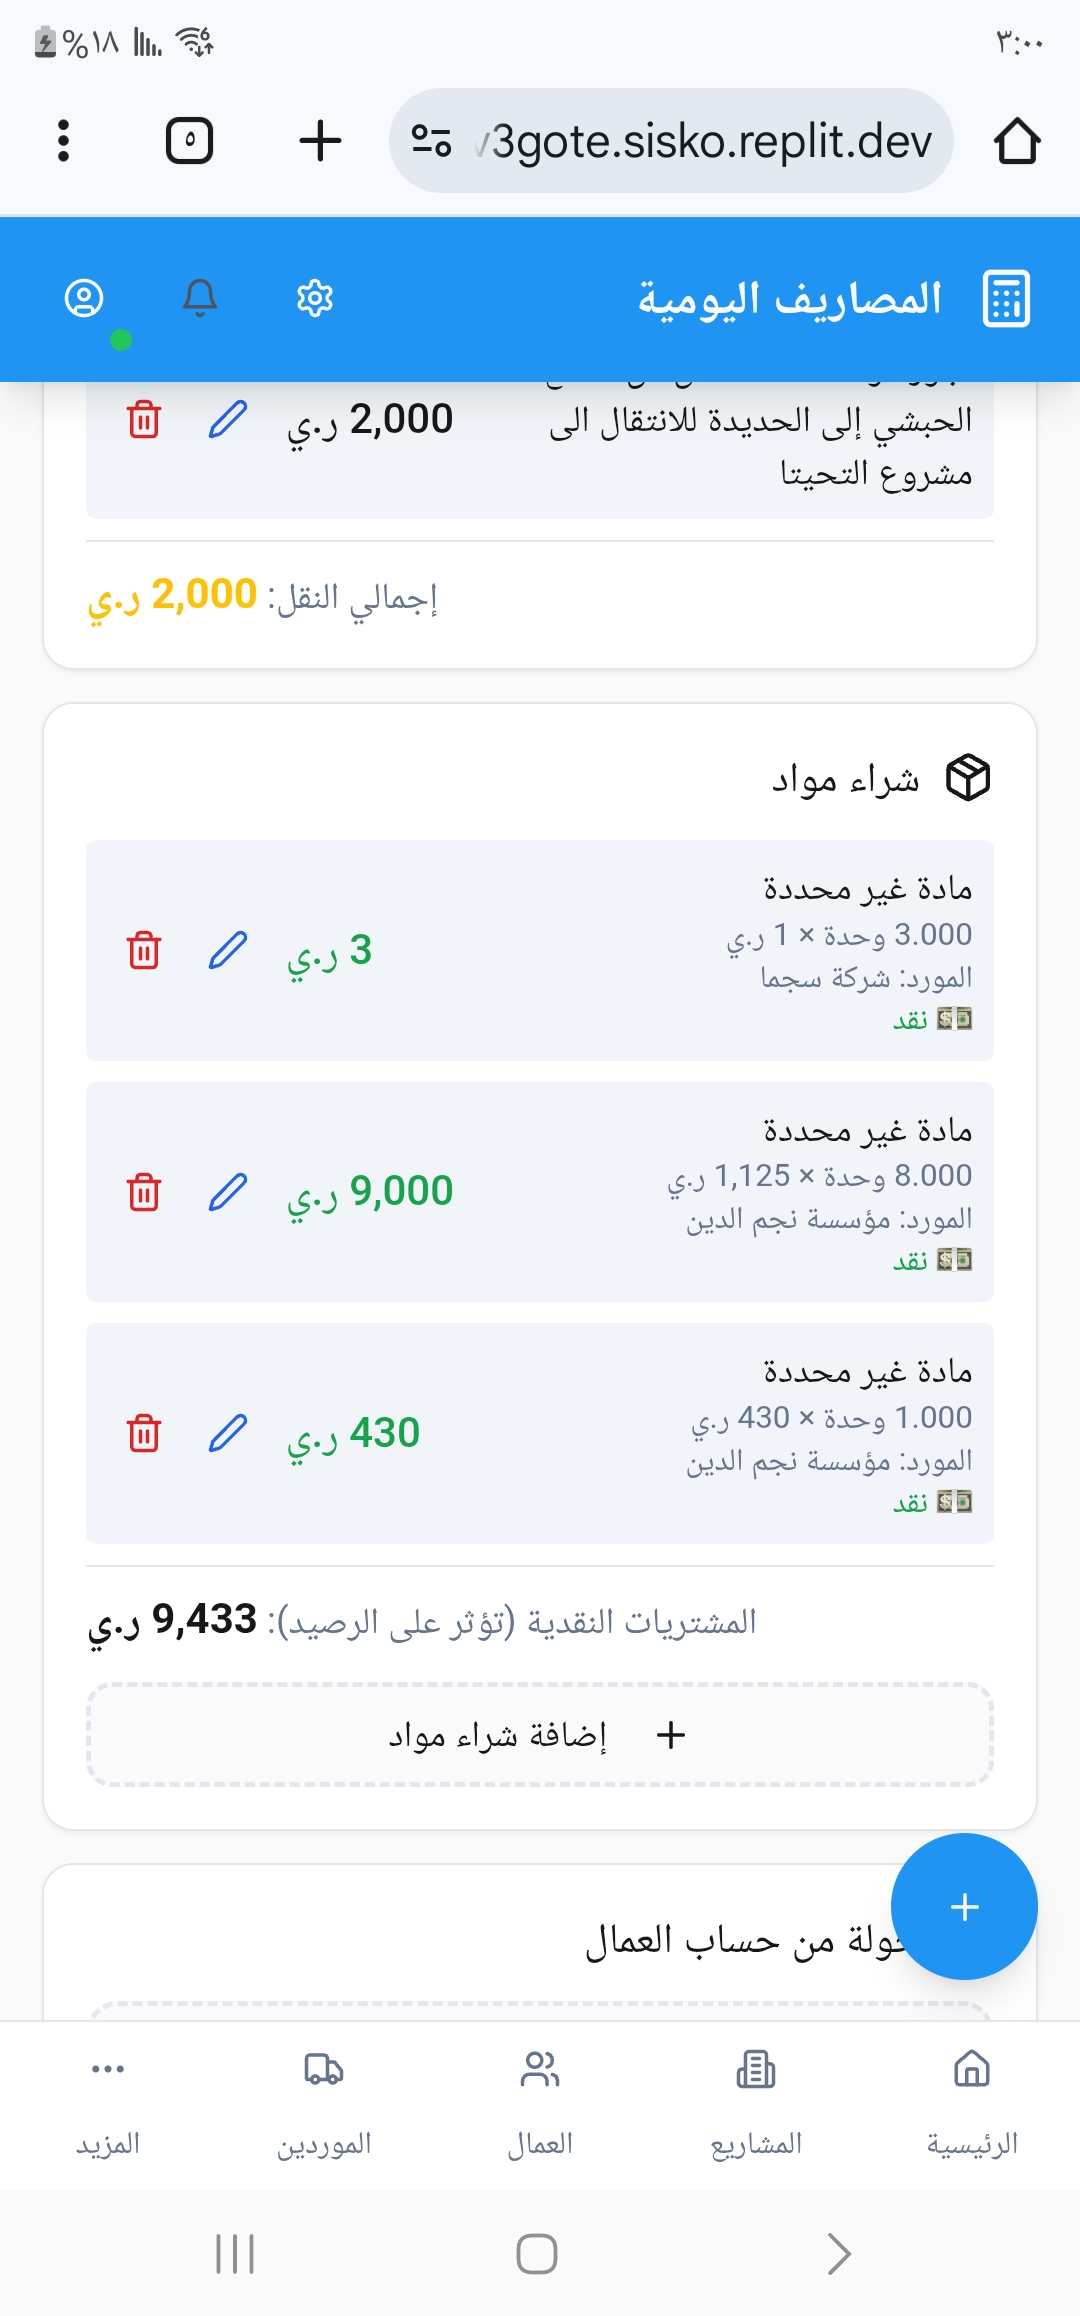 ٣:٠٠
%١٨
6
v3gote.sisko.replit.dev
٥
المصاريف اليومية
الحبشي إلى الحديدة للانتقال الى
مشروع التحيتا
2,000 ر.ي
إجمالي النقل: 2,000 ر.ي
شراء مواد
مادة غير محددة
3.000 وحدة × 1 ر.ي
المورد: شركة سجما
💵 نقد
3 ر.ي
مادة غير محددة
8.000 وحدة × 1,125 ر.ي
المورد: مؤسسة نجم الدين
💵 نقد
9,000 ر.ي
مادة غير محددة
1.000 وحدة × 430 ر.ي
المورد: مؤسسة نجم الدين
💵 نقد
430 ر.ي
المشتريات النقدية (تؤثر على الرصيد): 9,433 ر.ي
إضافة شراء مواد
من حساب العمال
الرئيسية
المشاريع
العمال
الموردين
المزيد